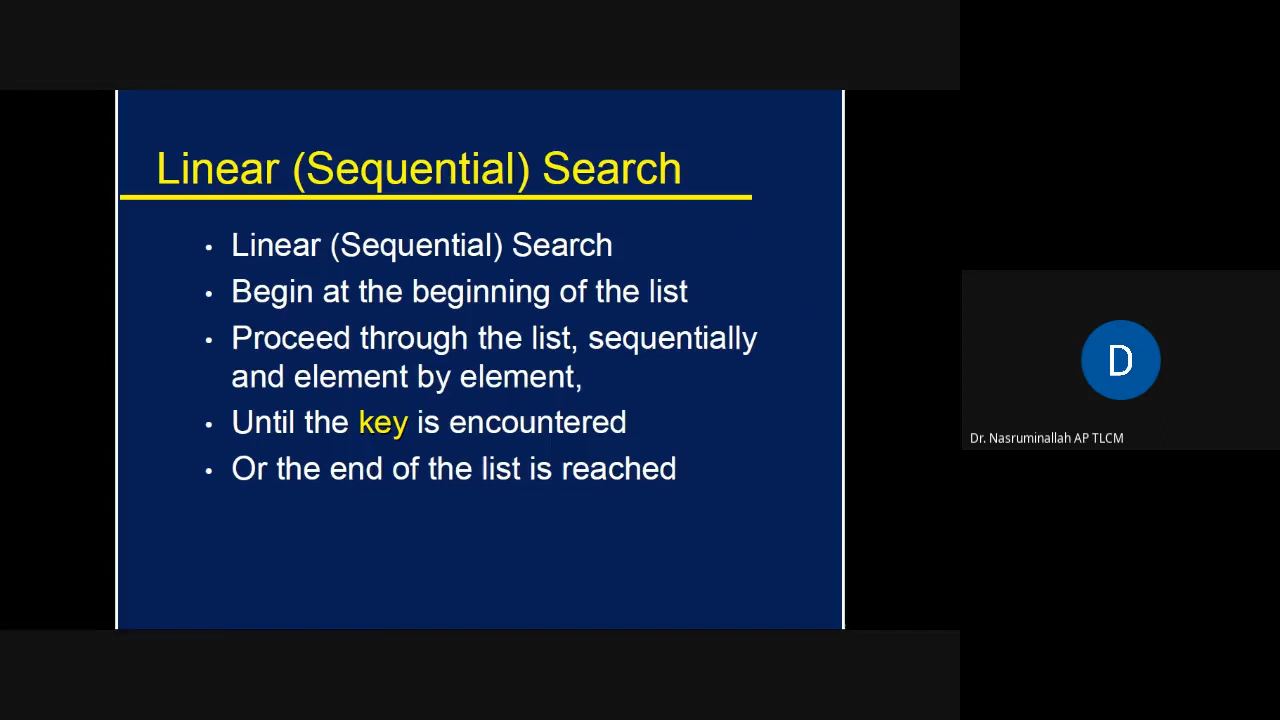 Linear (Sequential) Search
• Linear (Sequential) Search
• Begin at the beginning of the list
• Proceed through the list, sequentially
and element by element,
• Until the key is encountered
• Or the end of the list is reached
D
Dr. Nasruminallah AP TLCM